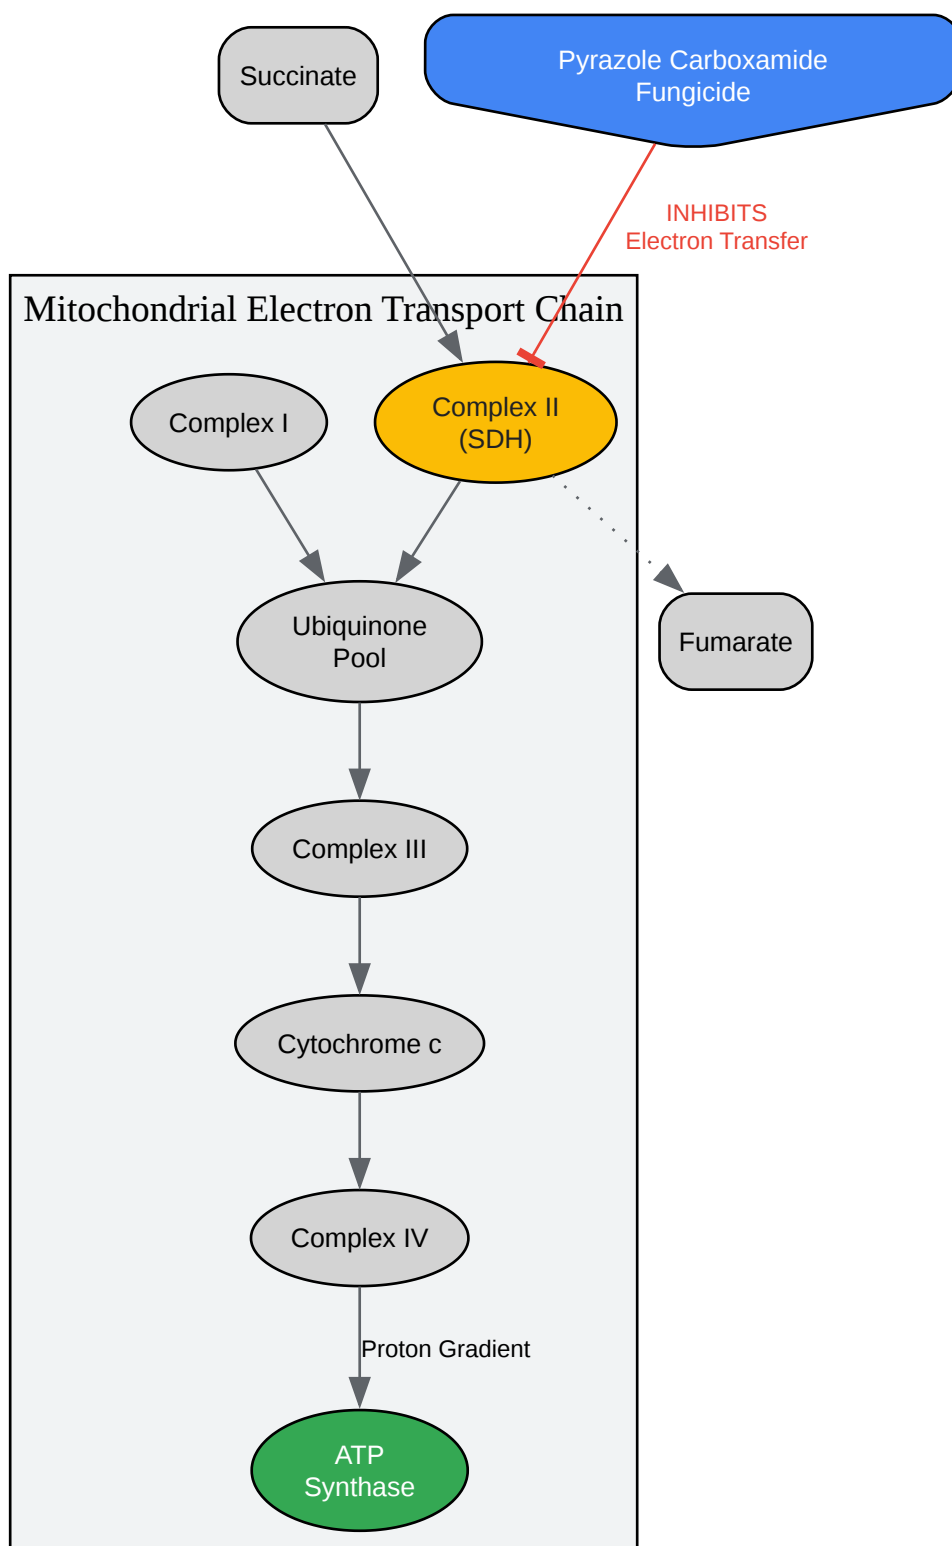 Succinate
Pyrazole Carboxamide
Fungicide
INHIBITS
Electron Transfer
Mitochondrial Electron Transport Chain
Complex I
Complex II
(SDH)
Ubiquinone
Pool
Fumarate
Complex III
Cytochrome c
Complex IV
Proton Gradient
ATP
Synthase